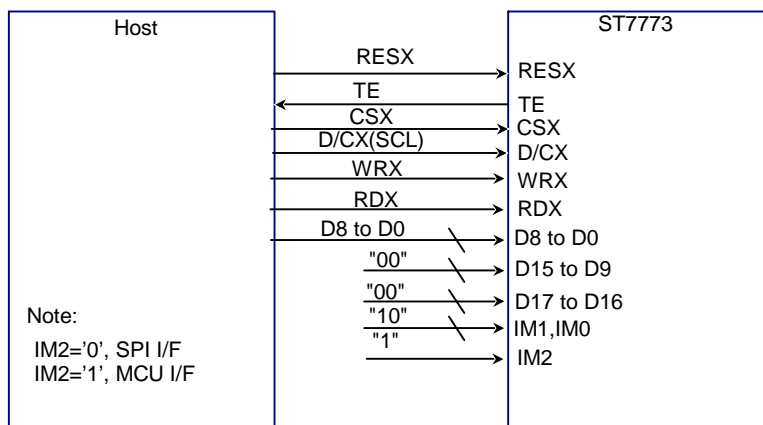 Host
ST7773
RESX
RESX
TE
TE
CSX
CSX
D/CX(SCL)
D/CX
WRX
WRX
RDX
RDX
D8 to D0
D8 to D0
"00"
D15 to D9
"00"
D17 to D16
"10"
IM1,IM0
"1"
IM2
Note:
IM2='0', SPI I/F
IM2='1', MCU I/F